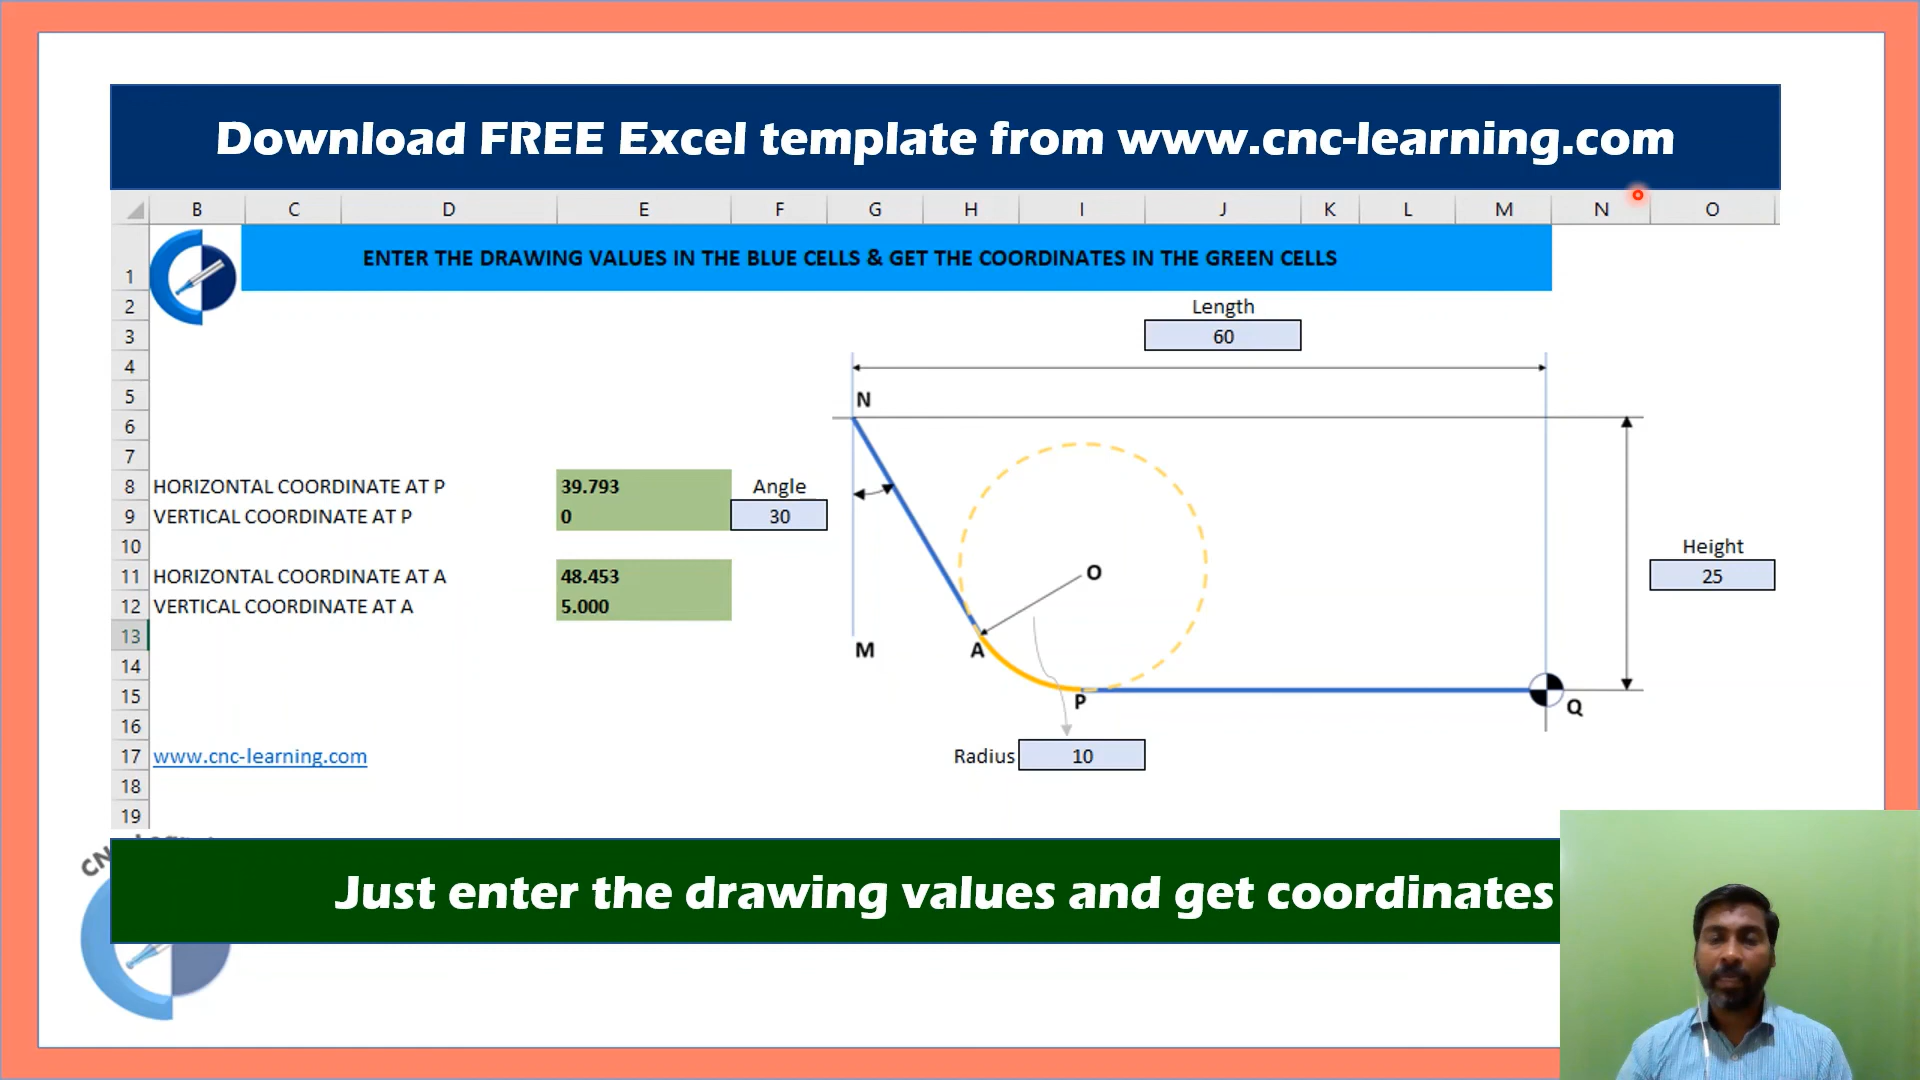 Download FREE Excel template from www.cnc-learning.com
B C D E F G H I J K L M N O
1 ENTER THE DRAWING VALUES IN THE BLUE CELLS & GET THE COORDINATES IN THE GREEN CELLS
2 Length
3 60
4
5 N
6
7
8 HORIZONTAL COORDINATE AT P 39.793 Angle
9 VERTICAL COORDINATE AT P 0 30
10 Height
11 HORIZONTAL COORDINATE AT A 48.453 O 25
12 VERTICAL COORDINATE AT A 5.000
13 M A
14
15 P Q
16
17 www.cnc-learning.com Radius 10
18
19
CN
Just enter the drawing values and get coordinates